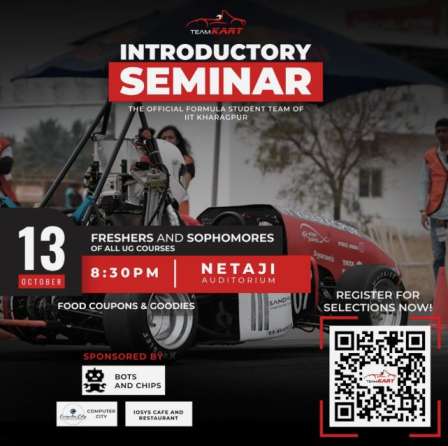 TEAMKART
INTRODUCTORY
SEMINAR
THE OFFICIAL FORMULA STUDENT TEAM OF
IIT KHARAGPUR
13
OCTOBER
FRESHERS AND SOPHOMORES
OF ALL UG COURSES
8:30PM
NETAJI
AUDITORIUM
FOOD COUPONS & GOODIES
REGISTER FOR
SELECTIONS NOW!
TEAMKART
SPONSORED BY
BOTS
AND CHIPS
COMPUTER
CITY
IOSYS CAFE AND
RESTAURANT